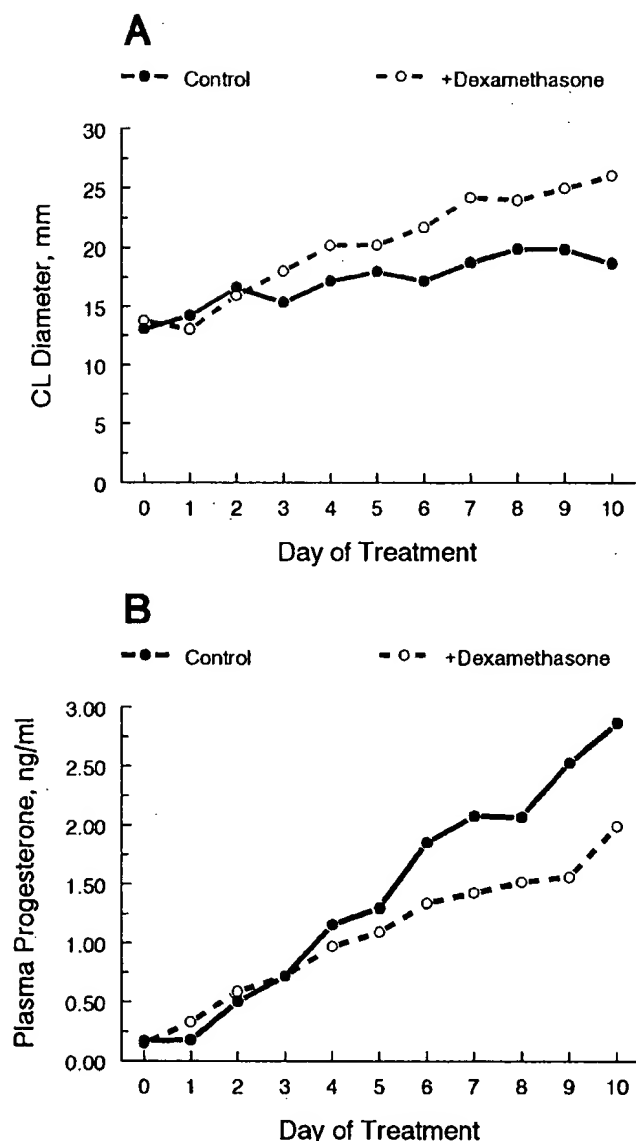 A
Control +Dexamethasone
30
25
20
15
10
5
0
CL Diameter, mm
0 1 2 3 4 5 6 7 8 9 10
Day of Treatment
B
Control +Dexamethasone
3.00
2.50
2.00
1.50
1.00
0.50
0.00
Plasma Progesterone, ng/ml
0 1 2 3 4 5 6 7 8 9 10
Day of Treatment